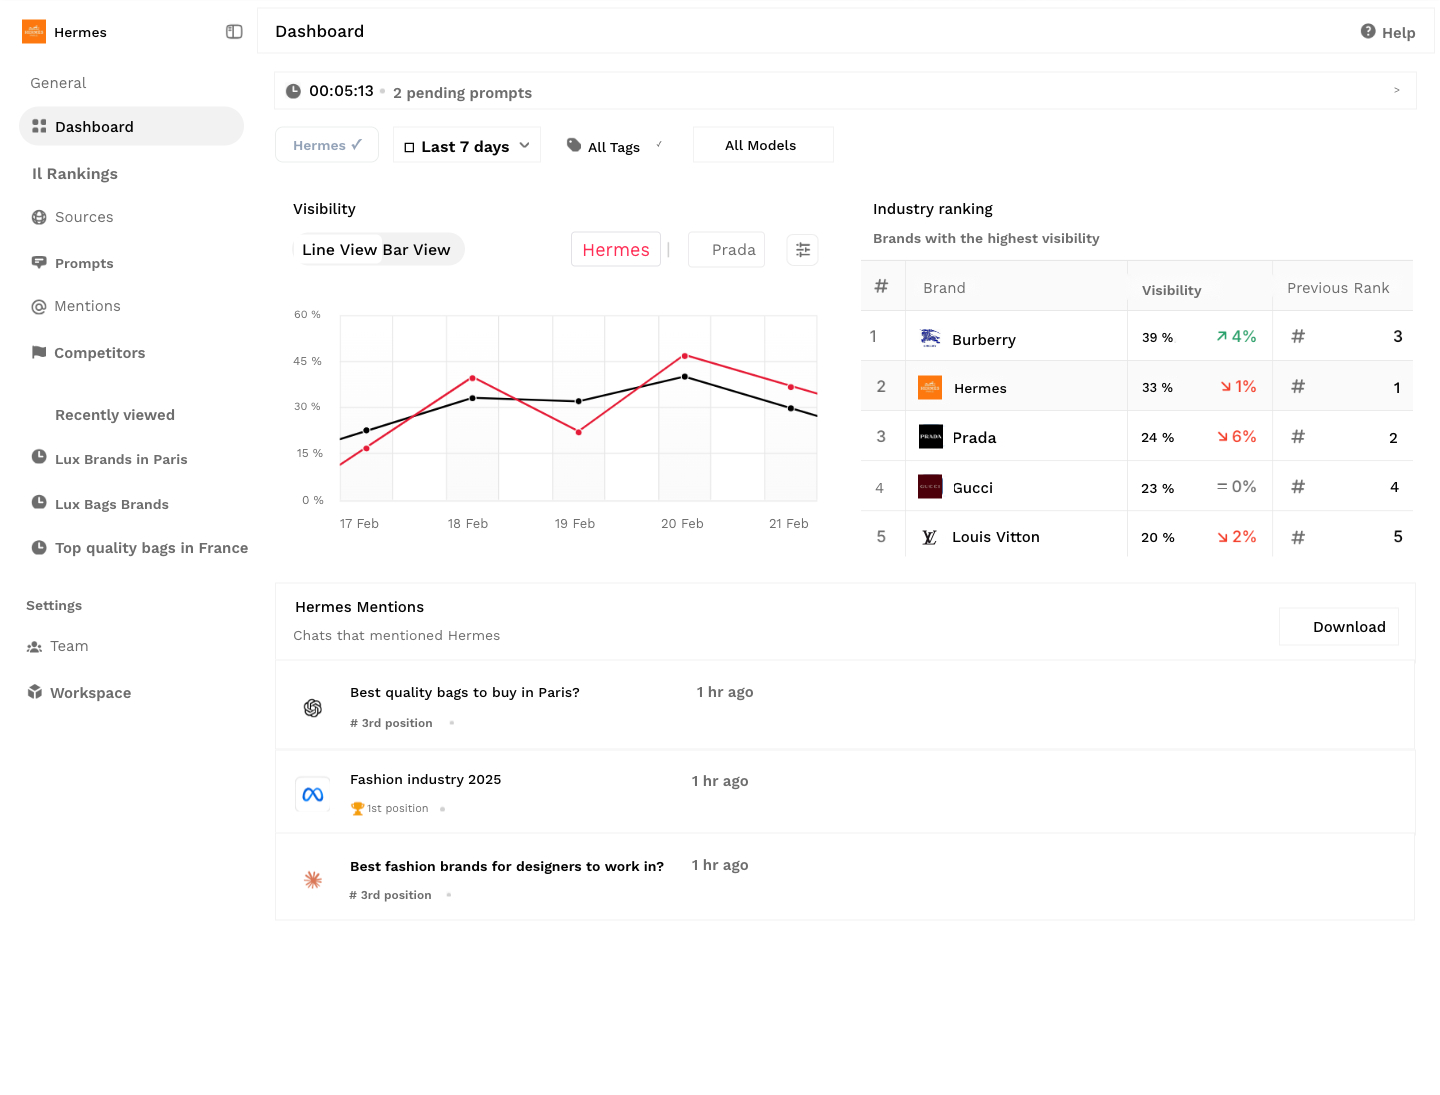 Hermes
Dashboard
Help
General
Dashboard
Il Rankings
Sources
Prompts
Mentions
Competitors
Recently viewed
Lux Brands in Paris
Lux Bags Brands
Top quality bags in France
Settings
Team
Workspace
00:05:13
2 pending prompts
>
Hermes ✓
Last 7 days
All Tags ✓
All Models
Visibility
Line View Bar View
Hermes
Prada
60 %
45 %
30 %
15 %
0 %
17 Feb 18 Feb 19 Feb 20 Feb 21 Feb
Industry ranking
Brands with the highest visibility
# Brand Visibility Previous Rank
1 Burberry 39 % ↗ 4% # 3
2 Hermes 33 % ↘ 1% # 1
3 PRADA Prada 24 % ↘ 6% # 2
4 GUCCI Gucci 23 % = 0% # 4
5 Louis Vitton 20 % ↘ 2% # 5
Hermes Mentions
Chats that mentioned Hermes
Download
Best quality bags to buy in Paris? 1 hr ago
# 3rd position
Fashion industry 2025 1 hr ago
1st position
Best fashion brands for designers to work in? 1 hr ago
# 3rd position